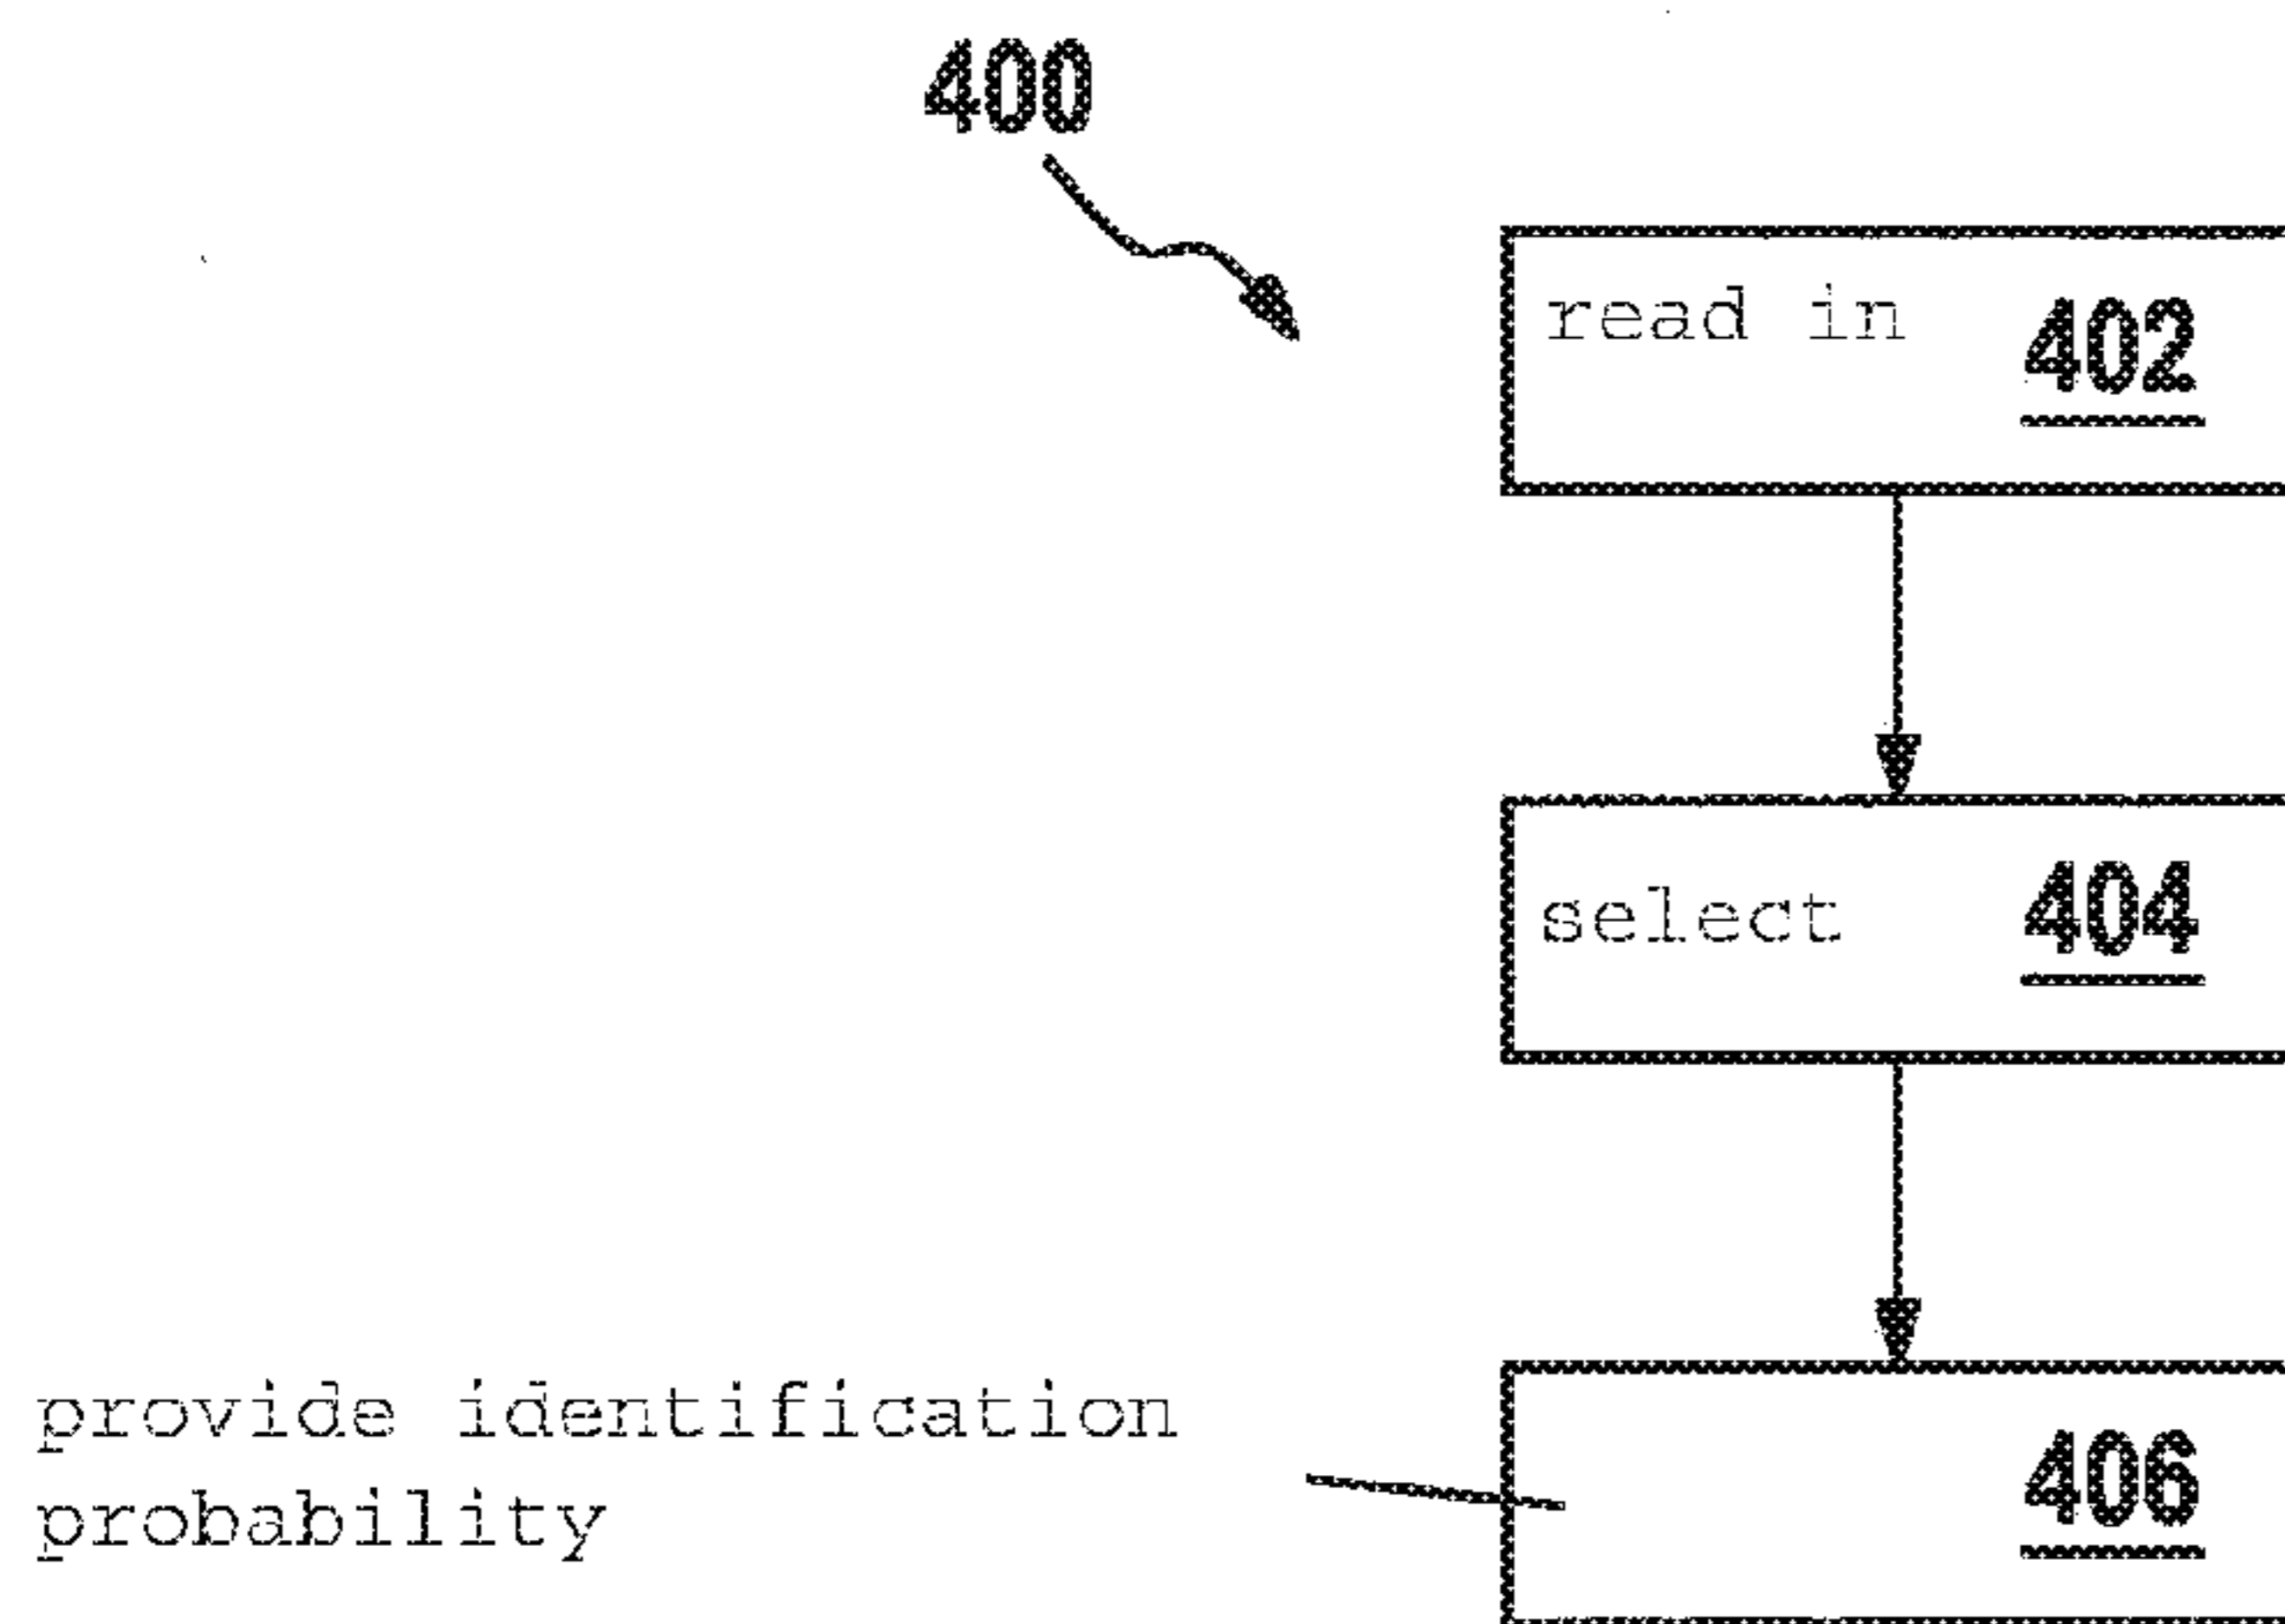 400
read in 402
select 404
provide identification
probability
406